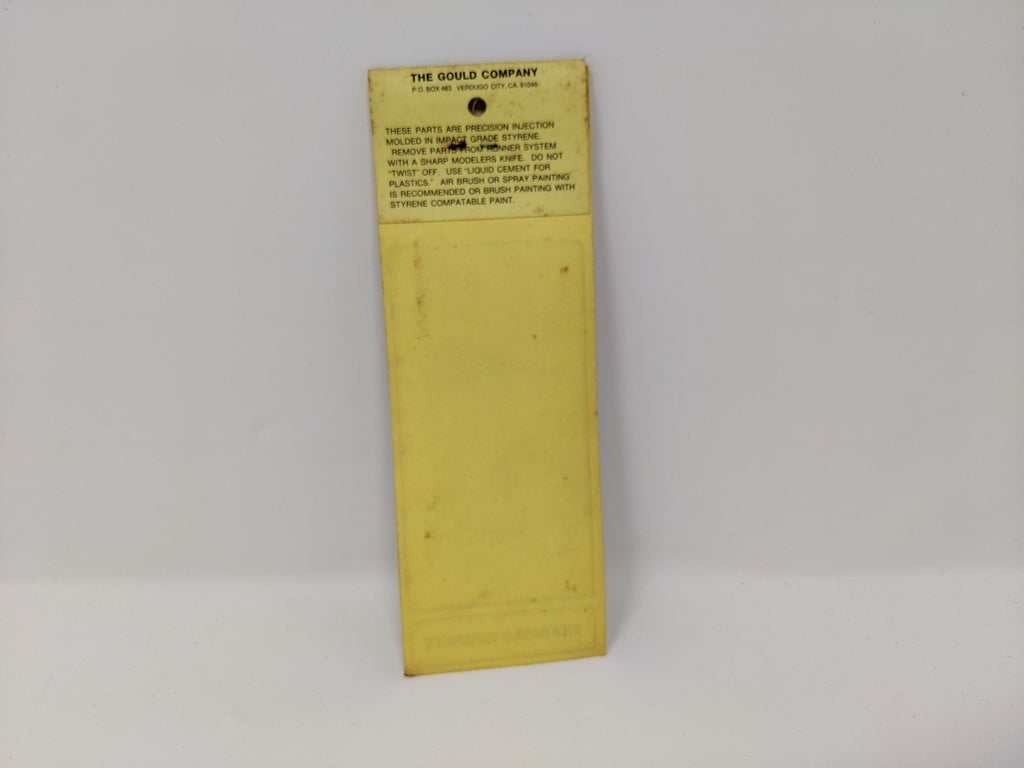 THE GOULD COMPANY
P.O. BOX 463 VERDUGO CITY, CA. 91046
THESE PARTS ARE PRECISION INJECTION
MOLDED IN IMPACT GRADE STYRENE.
REMOVE PARTS FROM RUNNER SYSTEM
WITH A SHARP MODELERS KNIFE. DO NOT
"TWIST" OFF. USE "LIQUID CEMENT FOR
PLASTICS." AIR BRUSH OR SPRAY PAINTING
IS RECOMMENDED OR BRUSH PAINTING WITH
STYRENE COMPATABLE PAINT.